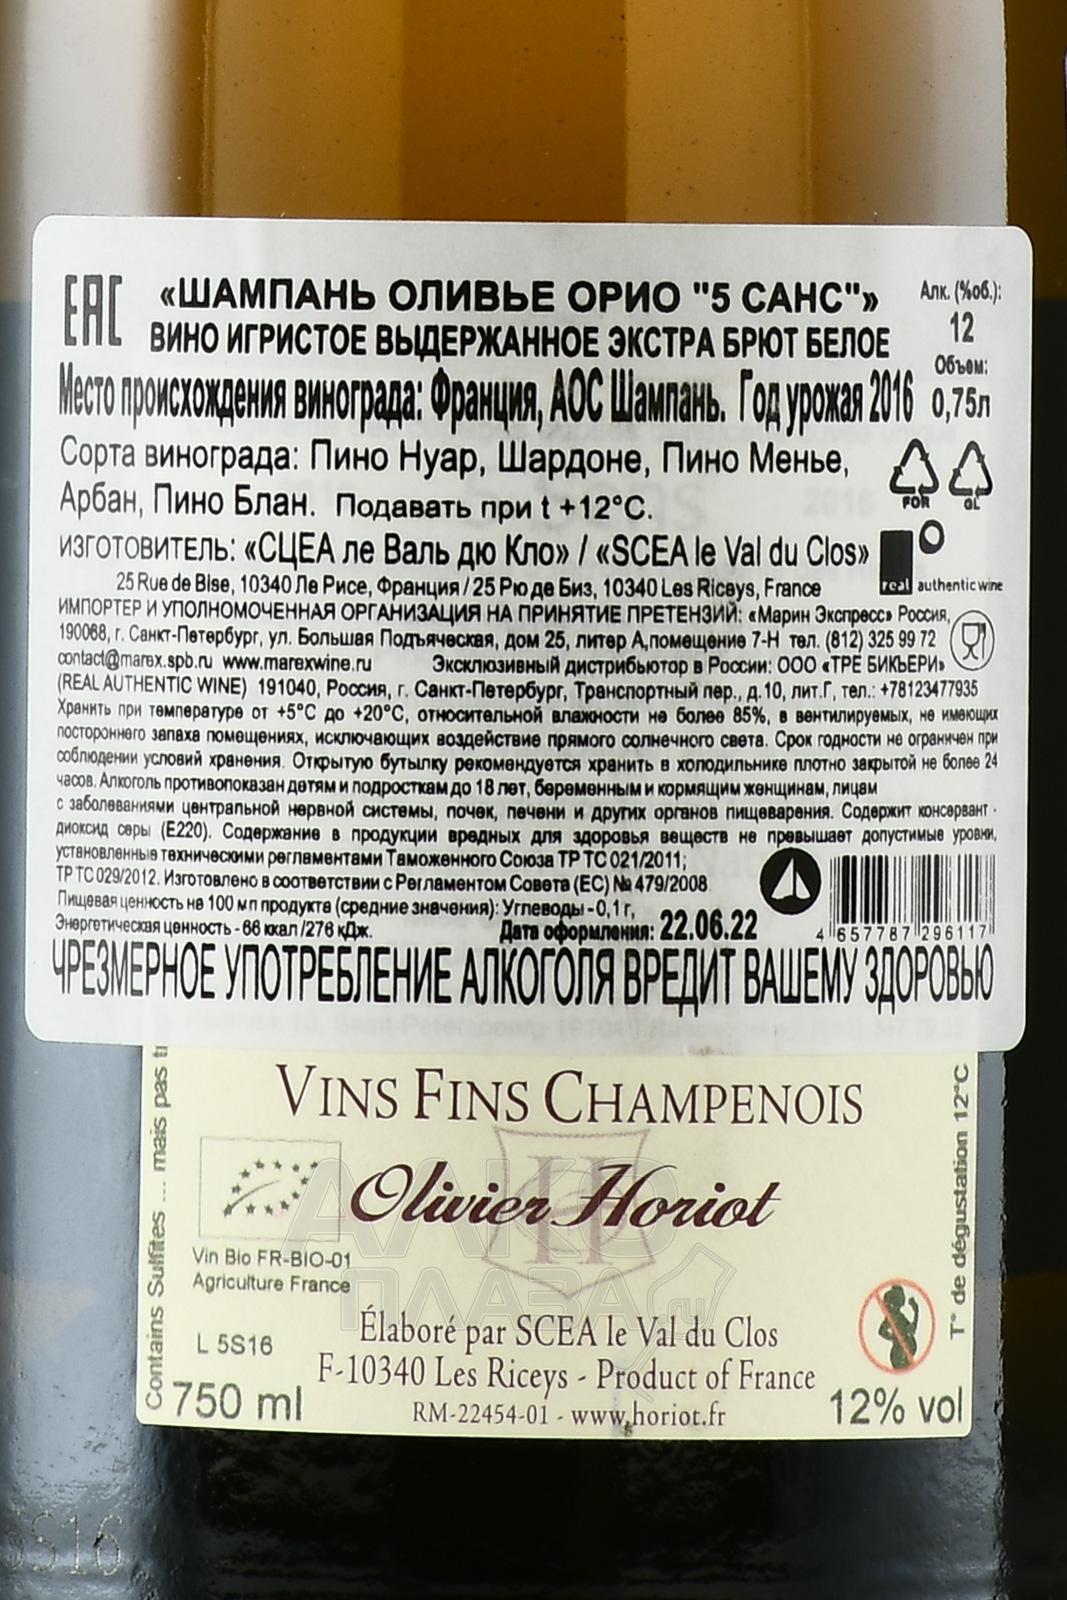 ЕАС
«ШАМПАНЬ ОЛИВЬЕ ОРИО "5 САНС"»
ВИНО ИГРИСТОЕ ВЫДЕРЖАННОЕ ЭКСТРА БРЮТ БЕЛОЕ
Алк. (%об.):
12
Объем:
0,75л
Место происхождения винограда: Франция, АОС Шампань. Год урожая 2016
Сорта винограда: Пино Нуар, Шардоне, Пино Менье,
Арбан, Пино Блан. Подавать при t +12°C.
FOR
GL
ИЗГОТОВИТЕЛЬ: «СЦЕА ле Валь дю Кло» / «SCEA le Val du Clos»
real authentic wine
25 Rue de Bise, 10340 Ле Рисе, Франция / 25 Рю де Биз, 10340 Les Riceys, France
ИМПОРТЕР И УПОЛНОМОЧЕННАЯ ОРГАНИЗАЦИЯ НА ПРИНЯТИЕ ПРЕТЕНЗИЙ: «Марин Экспресс» Россия,
190068, г. Санкт-Петербург, ул. Большая Подъяческая, дом 25, литер А,помещение 7-Н тел. (812) 325 99 72
contact@marex.spb.ru www.marexwine.ru Эксклюзивный дистрибьютор в России: ООО «ТРЕ БИКЬЕРИ»
(REAL AUTHENTIC WINE) 191040, Россия, г. Санкт-Петербург, Транспортный пер., д.10, лит.Г, тел.: +78123477935
Хранить при температуре от +5°C до +20°C, относительной влажности не более 85%, в вентилируемых, не имеющих
постороннего запаха помещениях, исключающих воздействие прямого солнечного света. Срок годности не ограничен при
соблюдении условий хранения. Открытую бутылку рекомендуется хранить в холодильнике плотно закрытой не более 24
часов. Алкоголь противопоказан детям и подросткам до 18 лет, беременным и кормящим женщинам, лицам
с заболеваниями центральной нервной системы, почек, печени и других органов пищеварения. Содержит консервант -
диоксид серы (E220). Содержание в продукции вредных для здоровья веществ не превышает допустимые уровни,
установленные техническими регламентами Таможенного Союза ТР ТС 021/2011;
ТР ТС 029/2012. Изготовлено в соответствии с Регламентом Совета (ЕС) № 479/2008
Пищевая ценность на 100 мл продукта (средние значения): Углеводы - 0,1 г,
Энергетическая ценность - 66 ккал /276 кДж. Дата оформления: 22.06.22
4 657787 296117
ЧРЕЗМЕРНОЕ УПОТРЕБЛЕНИЕ АЛКОГОЛЯ ВРЕДИТ ВАШЕМУ ЗДОРОВЬЮ
Contains Sulfites ... mais pas
VINS FINS CHAMPENOIS
Olivier Horiot
АЛКО
ПЛАЗА.ru
Vin Bio FR-BIO-01
Agriculture France
L 5S16
Élaboré par SCEA le Val du Clos
F-10340 Les Riceys - Product of France
RM-22454-01 - www.horiot.fr
750 ml
12% vol
T° de dégustation 12°C
5S16